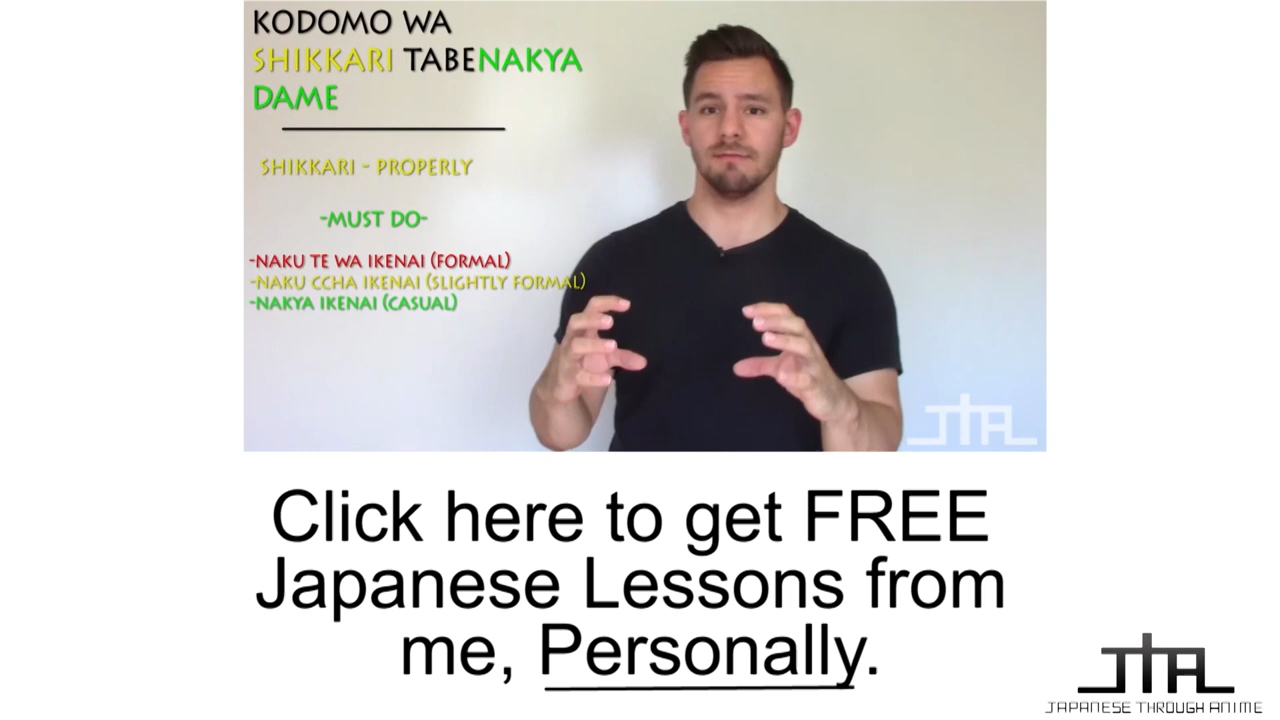 KODOMO WA
SHIKKARI TABENAKYA
DAME
SHIKKARI - PROPERLY
-MUST DO-
-NAKU TE WA IKENAI (FORMAL)
-NAKU CCHA IKENAI (SLIGHTLY FORMAL)
-NAKYA IKENAI (CASUAL)
JTA
Click here to get FREE
Japanese Lessons from
me, Personally.
JTA
JAPANESE THROUGH ANIME